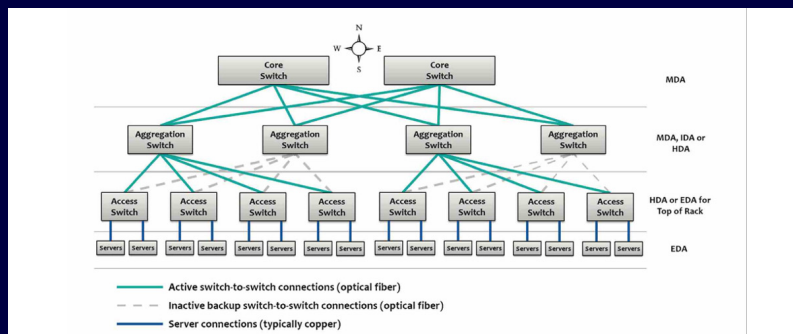 N
W E
S
Core Core
Switch Switch
MDA
Aggregation Aggregation Aggregation Aggregation
Switch Switch Switch Switch
MDA, IDA or
HDA
Access Access Access Access Access Access Access Access
Switch Switch Switch Switch Switch Switch Switch Switch
HDA or EDA for
Top of Rack
Servers Servers Servers Servers Servers Servers Servers Servers Servers Servers Servers Servers Servers Servers Servers Servers
EDA
Active switch-to-switch connections (optical fiber)
Inactive backup switch-to-switch connections (optical fiber)
Server connections (typically copper)